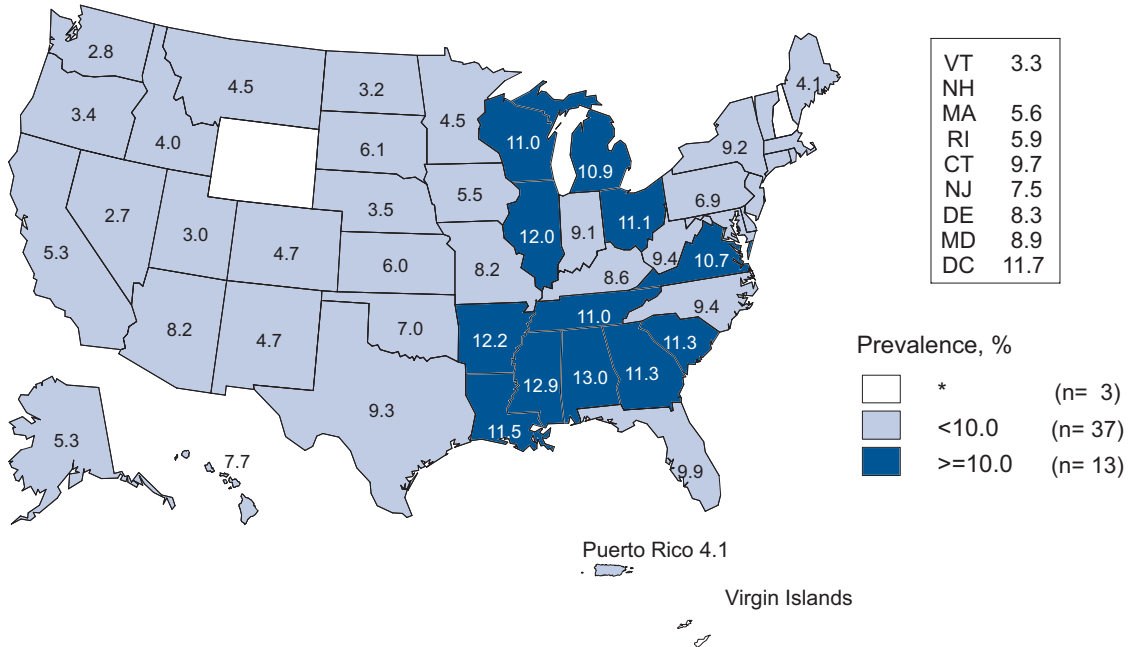 2.8
4.5
3.2
4.5
4.1
3.4
4.0
6.1
11.0
10.9
9.2
2.7
3.0
3.5
5.5
6.9
5.3
4.7
6.0
8.2
12.0
9.1
11.1
9.4
10.7
8.6
8.2
4.7
7.0
12.2
11.0
9.4
11.3
9.3
11.5
12.9
13.0
11.3
9.9
5.3
7.7
Puerto Rico 4.1
Virgin Islands
VT 3.3
NH
MA 5.6
RI 5.9
CT 9.7
NJ 7.5
DE 8.3
MD 8.9
DC 11.7
Prevalence, %
* (n= 3)
<10.0 (n= 37)
>=10.0 (n= 13)